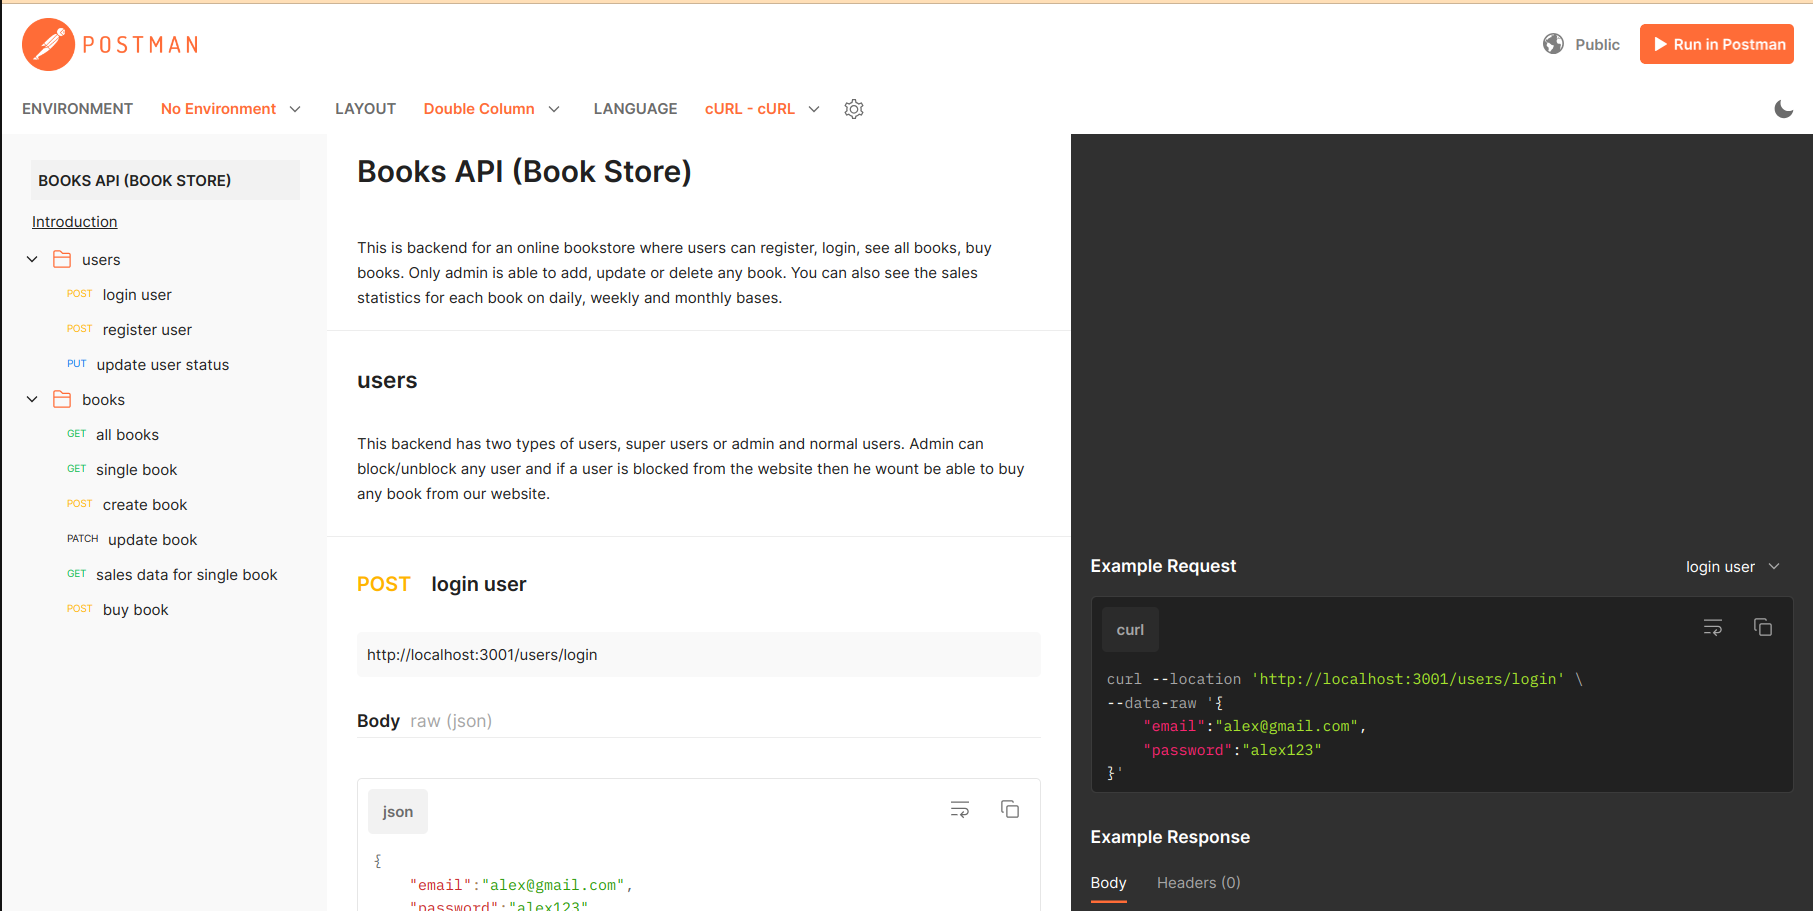 POSTMAN
Public
Run in Postman
ENVIRONMENT No Environment LAYOUT Double Column LANGUAGE cURL - cURL
BOOKS API (BOOK STORE)
Introduction
users
POST login user
POST register user
PUT update user status
books
GET all books
GET single book
POST create book
PATCH update book
GET sales data for single book
POST buy book
Books API (Book Store)
This is backend for an online bookstore where users can register, login, see all books, buy
books. Only admin is able to add, update or delete any book. You can also see the sales
statistics for each book on daily, weekly and monthly bases.
users
This backend has two types of users, super users or admin and normal users. Admin can
block/unblock any user and if a user is blocked from the website then he wount be able to buy
any book from our website.
POST login user
http://localhost:3001/users/login
Body raw (json)
json
{
"email":"alex@gmail.com",
"password":"alex123"
Example Request
login user
curl
curl --location 'http://localhost:3001/users/login' \
--data-raw '{
"email":"alex@gmail.com",
"password":"alex123"
}'
Example Response
Body Headers (0)